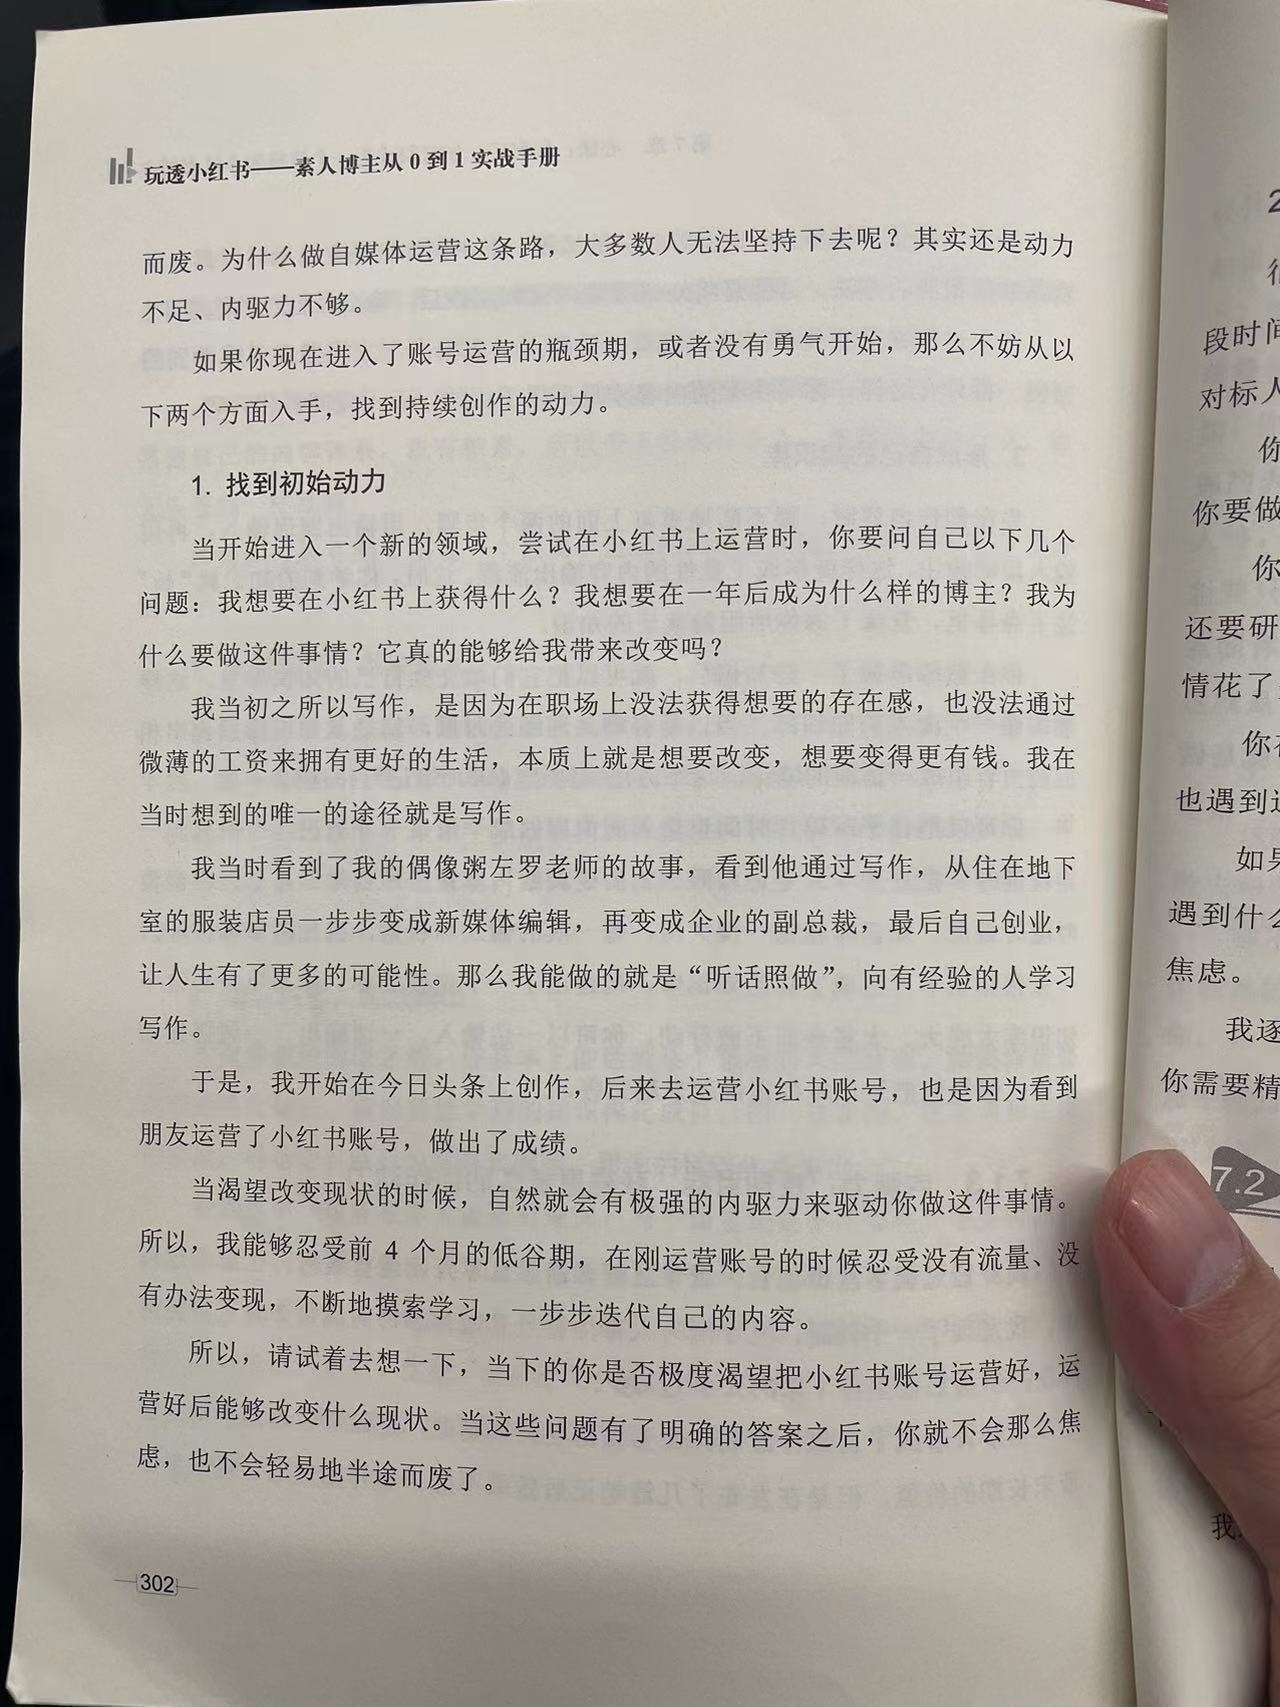 玩透小红书——素人博主从0到1实战手册
而废。为什么做自媒体运营这条路，大多数人无法坚持下去呢？其实还是动力
不足、内驱力不够。
如果你现在进入了账号运营的瓶颈期，或者没有勇气开始，那么不妨从以
下两个方面入手，找到持续创作的动力。
1. 找到初始动力
当开始进入一个新的领域，尝试在小红书上运营时，你要问自己以下几个
问题：我想要在小红书上获得什么？我想要在一年后成为什么样的博主？我为
什么要做这件事情？它真的能够给我带来改变吗？
我当初之所以写作，是因为在职场上没法获得想要的存在感，也没法通过
微薄的工资来拥有更好的生活，本质上就是想要改变，想要变得更有钱。我在
当时想到的唯一的途径就是写作。
我当时看到了我的偶像粥左罗老师的故事，看到他通过写作，从住在地下
室的服装店员一步步变成新媒体编辑，再变成企业的副总裁，最后自己创业，
让人生有了更多的可能性。那么我能做的就是“听话照做”，向有经验的人学习
写作。
于是，我开始在今日头条上创作，后来去运营小红书账号，也是因为看到
朋友运营了小红书账号，做出了成绩。
当渴望改变现状的时候，自然就会有极强的内驱力来驱动你做这件事情。
所以，我能够忍受前 4 个月的低谷期，在刚运营账号的时候忍受没有流量、没
有办法变现，不断地摸索学习，一步步迭代自己的内容。
所以，请试着去想一下，当下的你是否极度渴望把小红书账号运营好，运
营好后能够改变什么现状。当这些问题有了明确的答案之后，你就不会那么焦
虑，也不会轻易地半途而废了。
302
2
段时间
对标人
你
你要做
你
还要研
情花了
你在
也遇到这
如果
遇到什么
焦虑。
我逐
你需要精
7.2
我